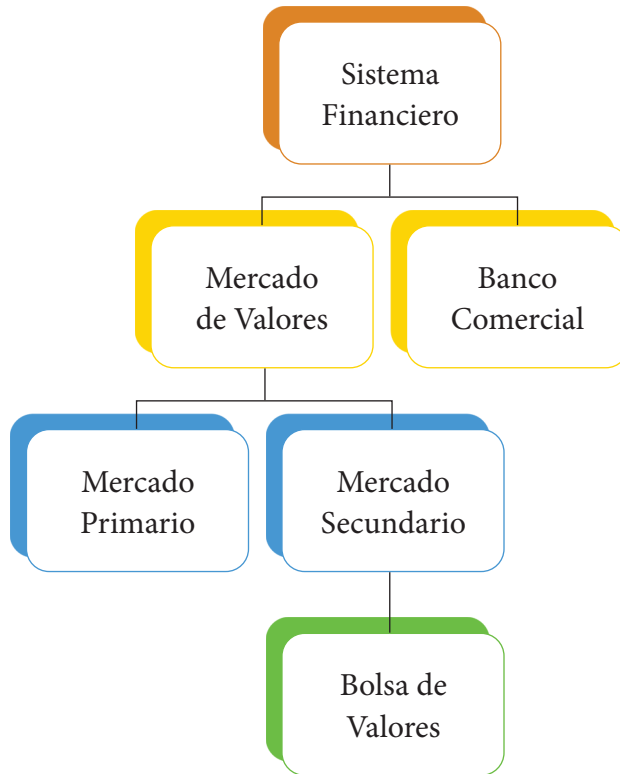 Sistema
Financiero
Mercado
de Valores
Banco
Comercial
Mercado
Primario
Mercado
Secundario
Bolsa de
Valores